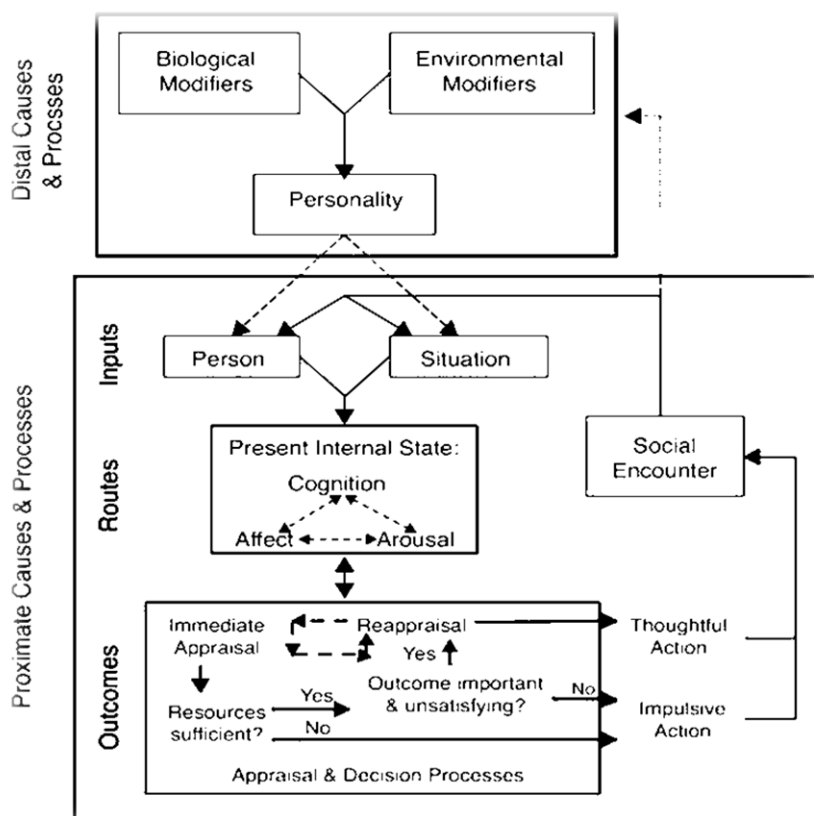 Distal Causes
& Procsses
Biological
Modifiers
Environmental
Modifiers
Personality
Proximate Causes & Processes
Inputs
Person
Situation
Routes
Present Internal State:
Cognition
Affect
Arousal
Social
Encounter
Outcomes
Immediate
Appraisal
Reappraisal
Thoughtful
Action
Yes
Resources
sufficient?
Yes
Outcome important
& unsatisfying?
No
No
Impulsive
Action
Appraisal & Decision Processes